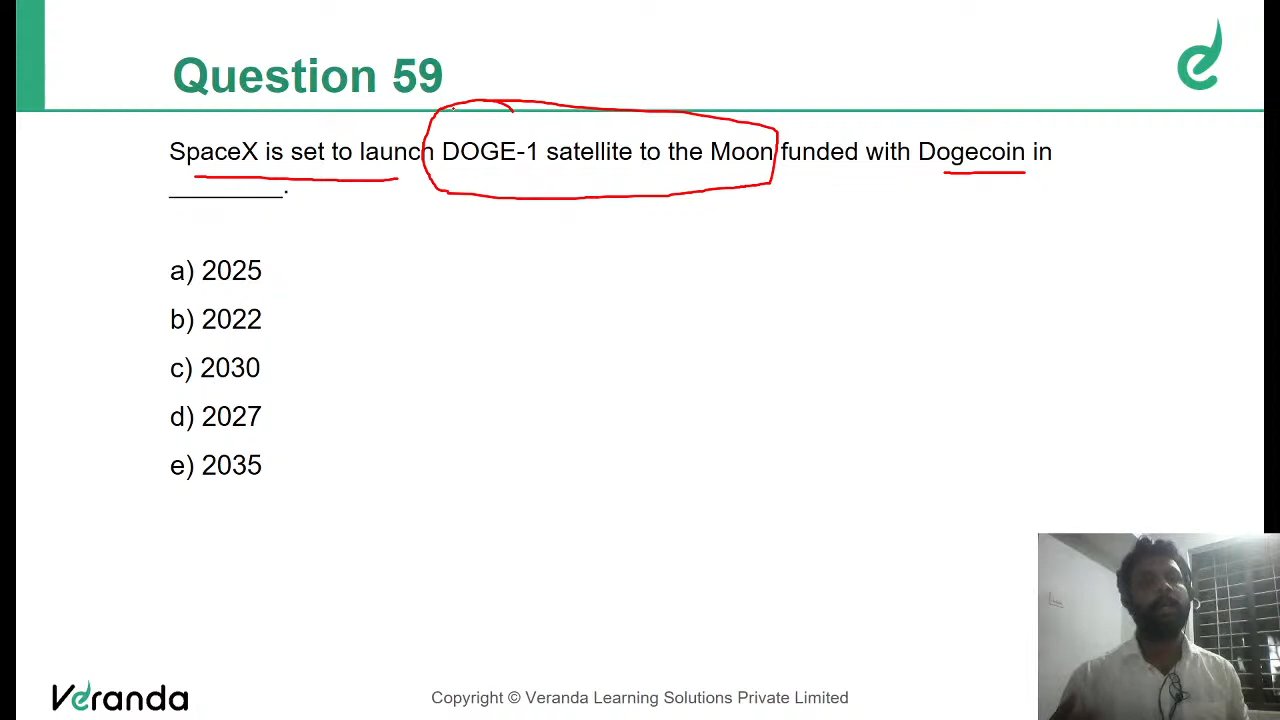 Question 59
SpaceX is set to launch DOGE-1 satellite to the Moon funded with Dogecoin in
________.
a) 2025
b) 2022
c) 2030
d) 2027
e) 2035
Veranda
Copyright © Veranda Learning Solutions Private Limited